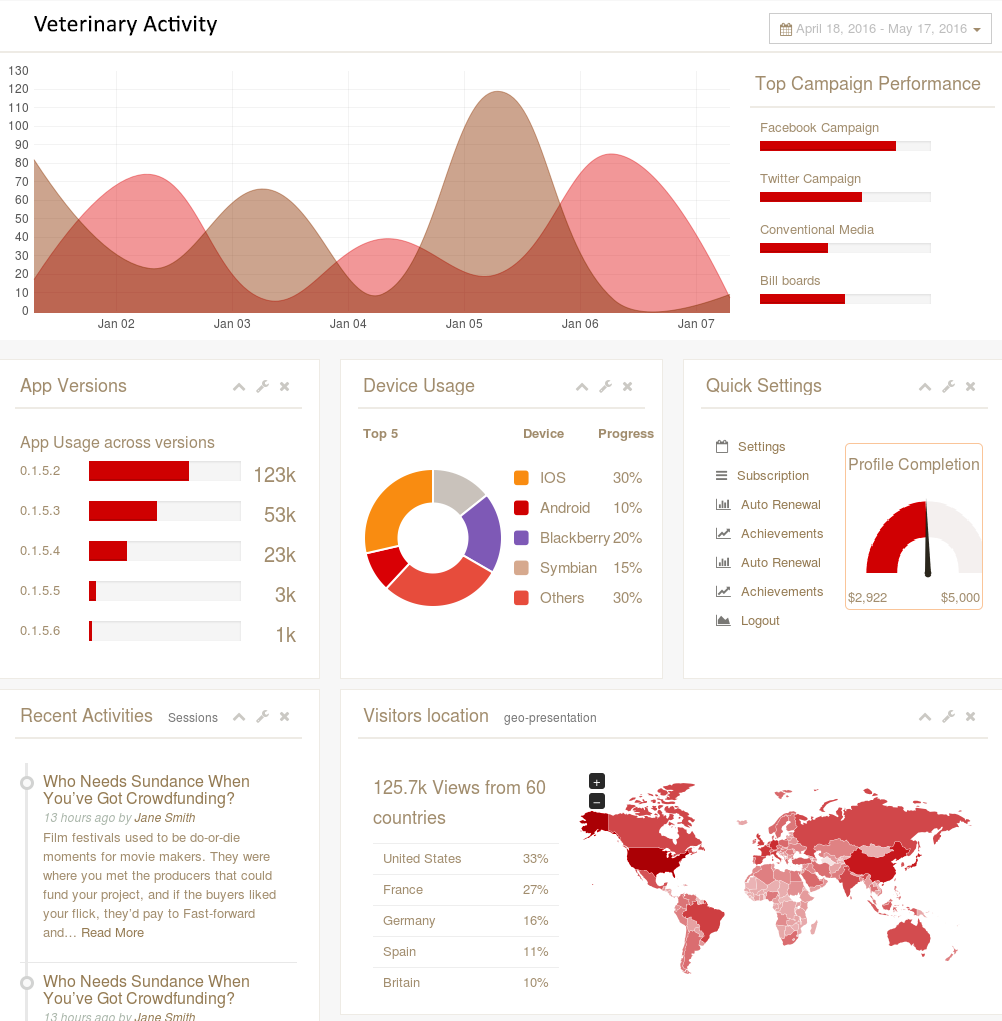 Veterinary Activity
April 18, 2016 - May 17, 2016
130
120
110
100
90
80
70
60
50
40
30
20
10
0
Jan 02 Jan 03 Jan 04 Jan 05 Jan 06 Jan 07
Top Campaign Performance
Facebook Campaign
Twitter Campaign
Conventional Media
Bill boards
App Versions
App Usage across versions
0.1.5.2 123k
0.1.5.3 53k
0.1.5.4 23k
0.1.5.5 3k
0.1.5.6 1k
Device Usage
Top 5 Device Progress
IOS 30%
Android 10%
Blackberry 20%
Symbian 15%
Others 30%
Quick Settings
Settings
Subscription
Auto Renewal
Achievements
Auto Renewal
Achievements
Logout
Profile Completion
$2,922 $5,000
Recent Activities Sessions
Who Needs Sundance When
You've Got Crowdfunding?
13 hours ago by Jane Smith
Film festivals used to be do-or-die
moments for movie makers. They were
where you met the producers that could
fund your project, and if the buyers liked
your flick, they'd pay to Fast-forward
and… Read More
Who Needs Sundance When
You've Got Crowdfunding?
13 hours ago by Jane Smith
Visitors location geo-presentation
125.7k Views from 60
countries
United States 33%
France 27%
Germany 16%
Spain 11%
Britain 10%
+
−